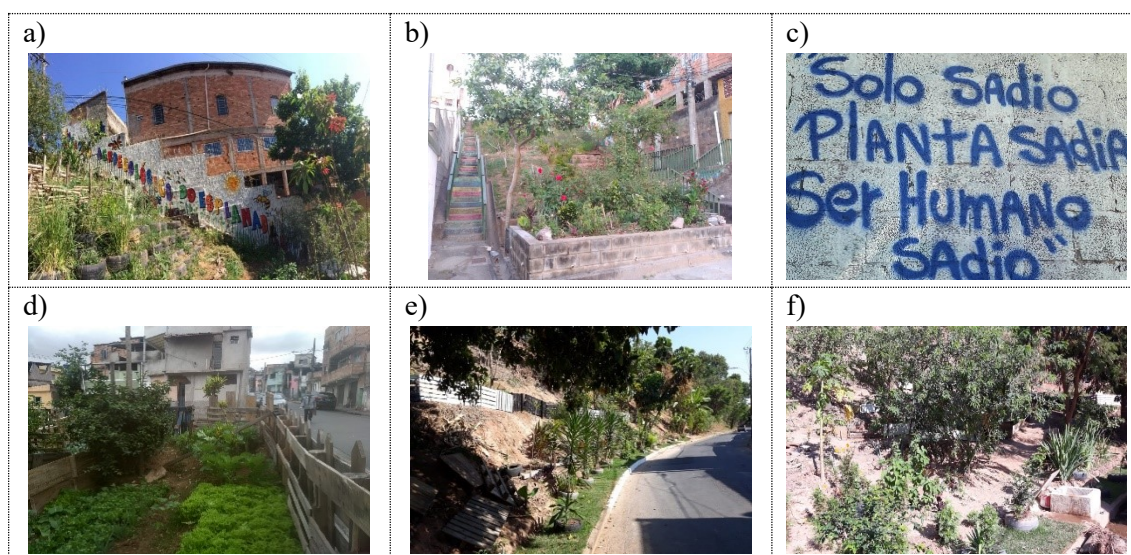 a)
b)
c)
"Solo SAdio
PlANTA SAdiA
Ser HumANo
SAdio"
d)
e)
f)